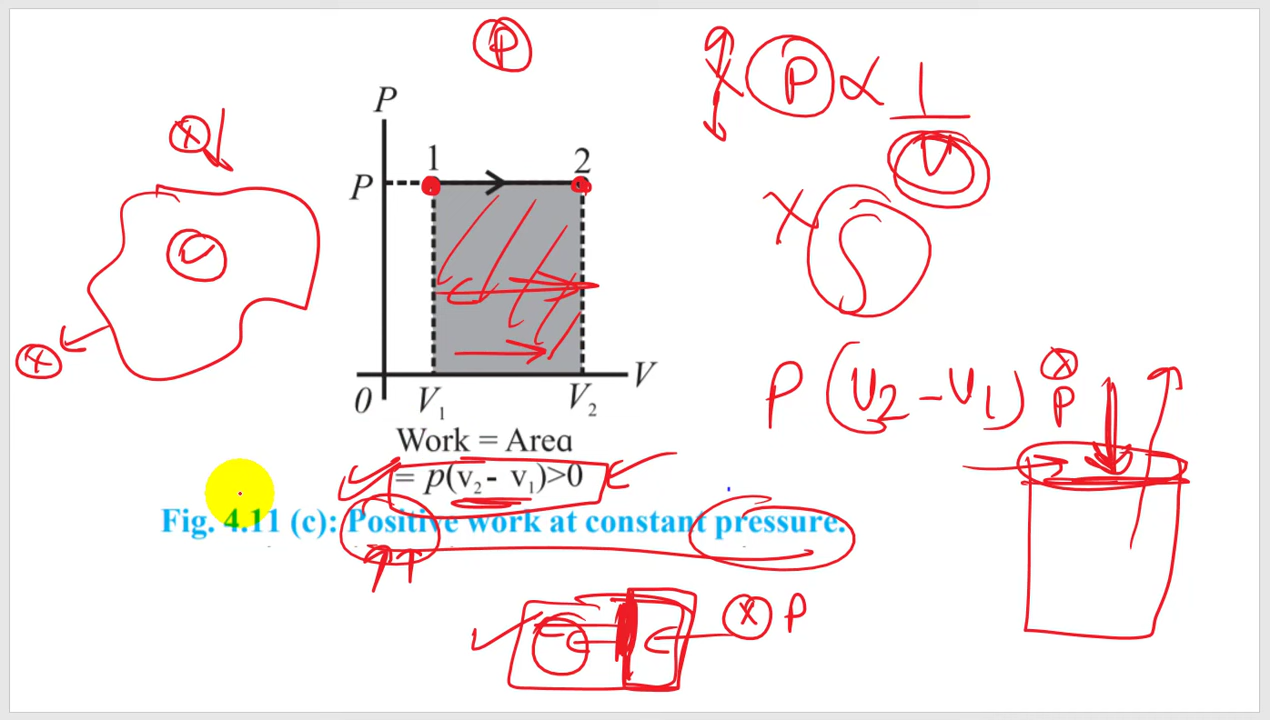 P
P ∝ 1/V
P
1 2
P
P (V2 - V1)
P
0 V1 V2 V
Work = Area
= p(v2- v1)>0
Fig. 4.11 (c): Positive work at constant pressure.
P